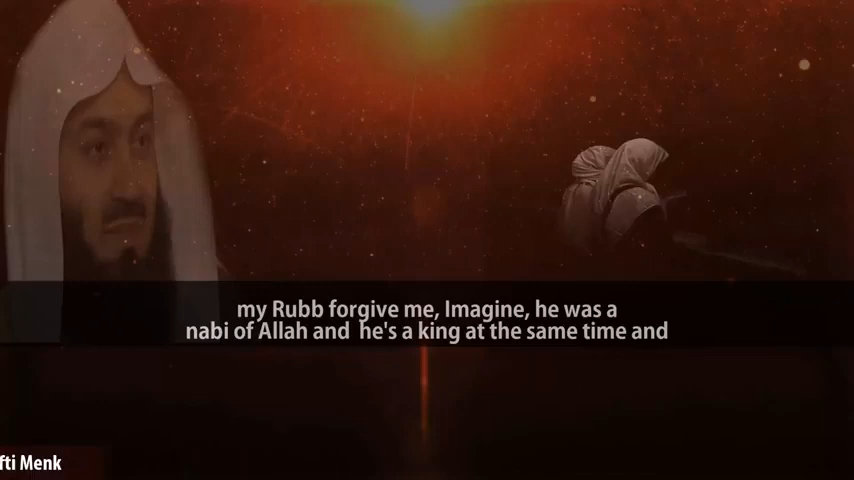 my Rubb forgive me, Imagine, he was a
nabi of Allah and he's a king at the same time and
fti Menk